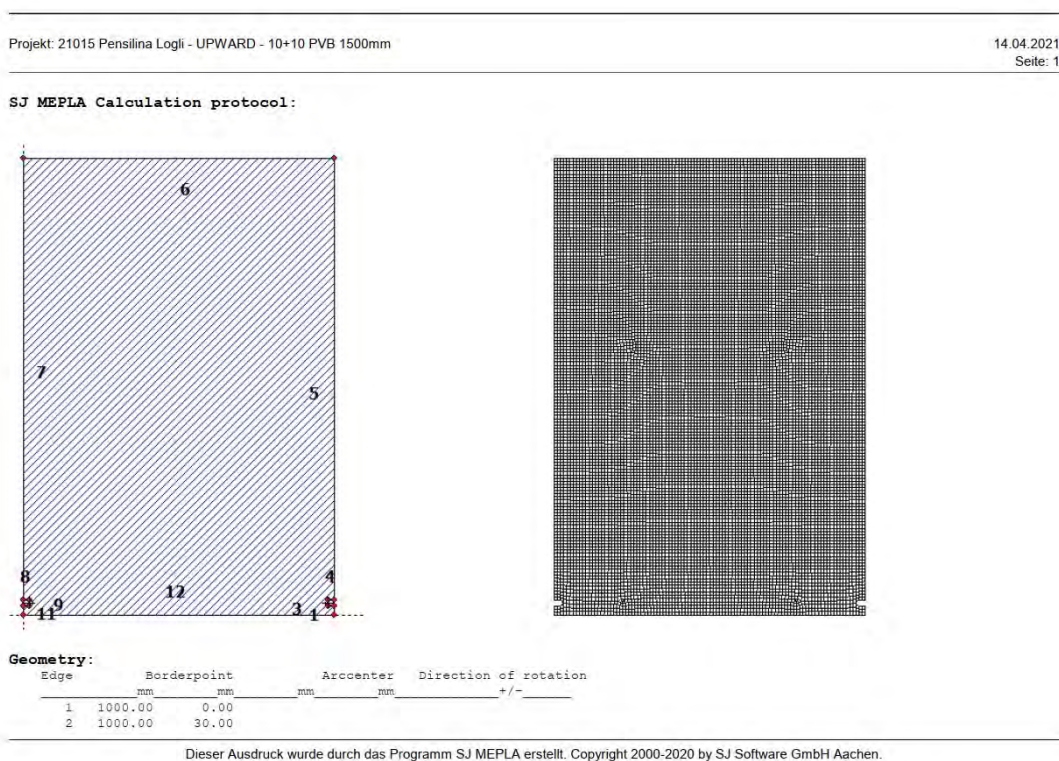 Projekt: 21015 Pensilina Logli - UPWARD - 10+10 PVB 1500mm
14.04.2021
Seite: 1
SJ MEPLA Calculation protocol:
6
7
5
8
4
12
9
3
11
1
Geometry:
Edge Borderpoint Arccenter Direction of rotation
mm mm mm mm +/-
1 1000.00 0.00
2 1000.00 30.00
Dieser Ausdruck wurde durch das Programm SJ MEPLA erstellt. Copyright 2000-2020 by SJ Software GmbH Aachen.